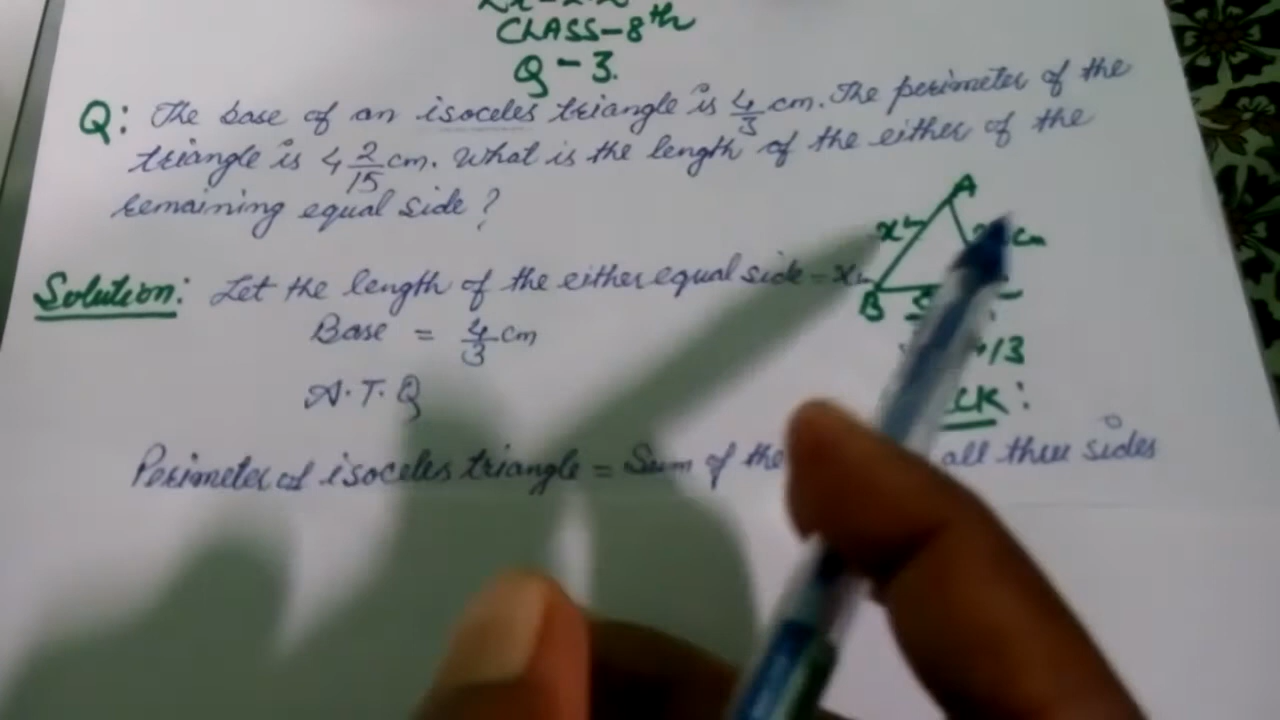 CLASS-8th
Q-3.
Q: The base of an isoceles triangle is 4/3 cm. The perimeter of the
triangle is 4 2/15 cm. What is the length of the either of the
remaining equal side?
A
x
cm
Solution: Let the length of the either equal side - x
B
Base = 4/3 cm
13
A.T.Q
CK:
Perimeter of isoceles triangle = Sum of the all three sides